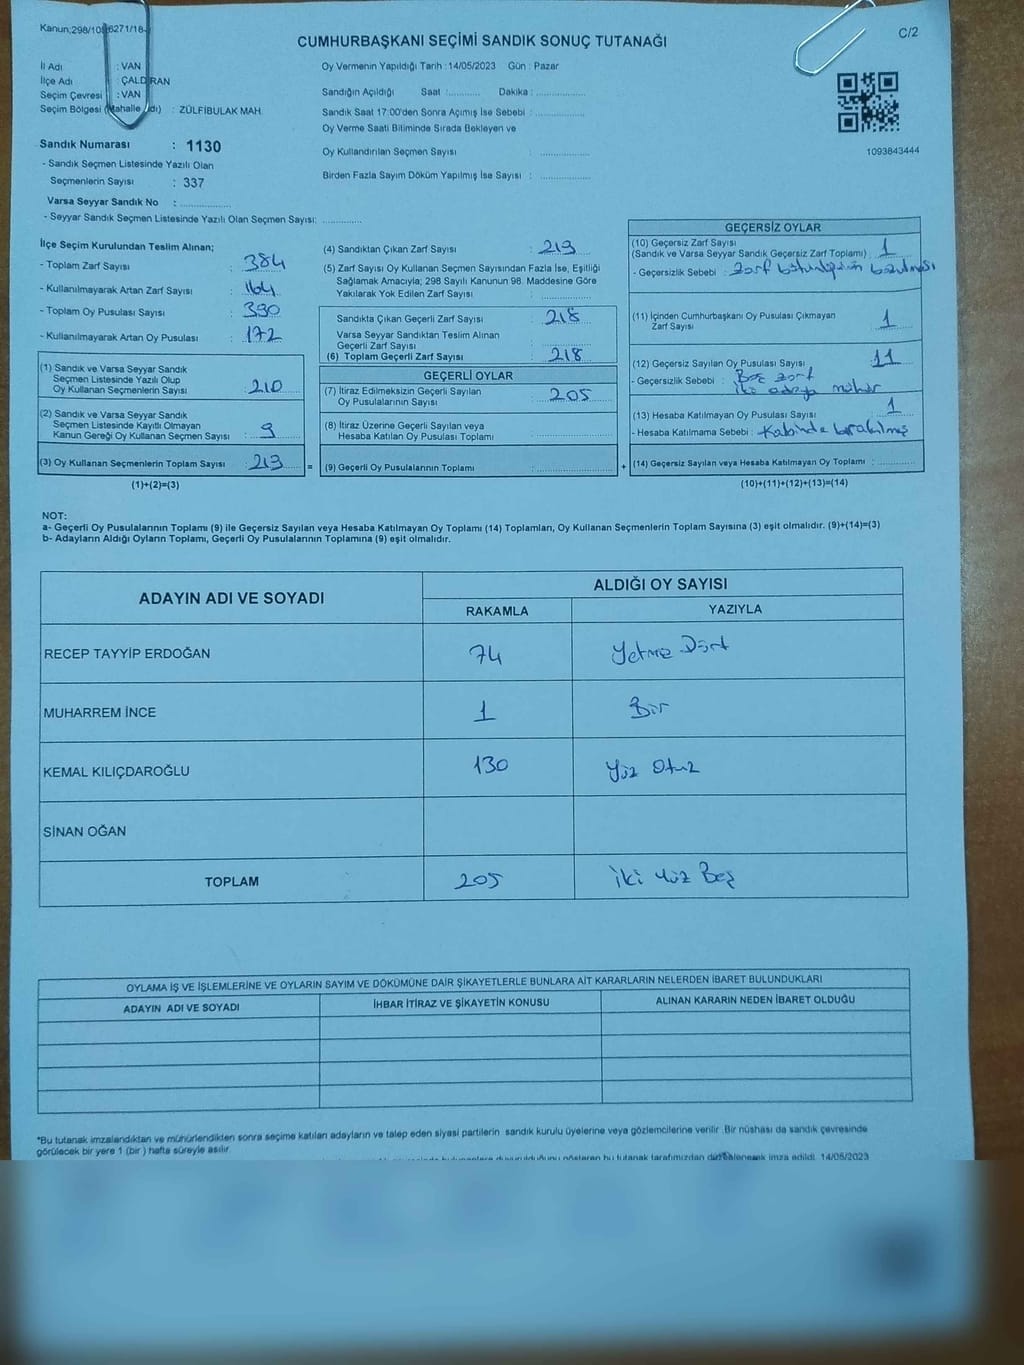 Kanun:298/10 6271/18-
C/2
CUMHURBAŞKANI SEÇİMİ SANDIK SONUÇ TUTANAĞI
İl Adı : VAN
İlçe Adı : ÇALDIRAN
Seçim Çevresi : VAN
Seçim Bölgesi (Mahalle Adı) : ZÜLFİBULAK MAH.
Oy Vermenin Yapıldığı Tarih : 14/05/2023 Gün : Pazar
Sandığın Açıldığı Saat :........... Dakika :................
Sandık Saat 17:00'den Sonra Açımış İse Sebebi :................
Oy Verme Saati Bitiminde Sırada Bekleyen ve
Oy Kullandırılan Seçmen Sayısı :................
Birden Fazla Sayım Döküm Yapılmış İse Sayısı :................
1093843444
Sandık Numarası : 1130
- Sandık Seçmen Listesinde Yazılı Olan
Seçmenlerin Sayısı : 337
Varsa Seyyar Sandık No :................
- Seyyar Sandık Seçmen Listesinde Yazılı Olan Seçmen Sayısı: ............
İlçe Seçim Kurulundan Teslim Alınan;
- Toplam Zarf Sayısı : 384
- Kullanılmayarak Artan Zarf Sayısı : 164
- Toplam Oy Pusulası Sayısı : 390
- Kullanılmayarak Artan Oy Pusulası : 172
(1) Sandık ve Varsa Seyyar Sandık
Seçmen Listesinde Yazılı Olup
Oy Kullanan Seçmenlerin Sayısı : 210
(2) Sandık ve Varsa Seyyar Sandık
Seçmen Listesinde Kayıtlı Olmayan
Kanun Gereği Oy Kullanan Seçmen Sayısı : 9
(3) Oy Kullanan Seçmenlerin Toplam Sayısı : 219 =
(1)+(2)=(3)
(4) Sandıktan Çıkan Zarf Sayısı : 219
(5) Zarf Sayısı Oy Kullanan Seçmen Sayısından Fazla İse, Eşitliği
Sağlamak Amacıyla; 298 Sayılı Kanunun 98. Maddesine Göre
Yakılarak Yok Edilen Zarf Sayısı :................
Sandıkta Çıkan Geçerli Zarf Sayısı : 218
Varsa Seyyar Sandıktan Teslim Alınan
Geçerli Zarf Sayısı :................
(6) Toplam Geçerli Zarf Sayısı : 218
GEÇERLİ OYLAR
(7) İtiraz Edilmeksizin Geçerli Sayılan
Oy Pusulalarının Sayısı : 205
(8) İtiraz Üzerine Geçerli Sayılan veya
Hesaba Katılan Oy Pusulası Toplamı :................
(9) Geçerli Oy Pusulalarının Toplamı :................ +
GEÇERSİZ OYLAR
(10) Geçersiz Zarf Sayısı
(Sandık ve Varsa Seyyar Sandık Geçersiz Zarf Toplamı) : 1
- Geçersizlik Sebebi : Zarf bütünlüğünün bozulması
(11) İçinden Cumhurbaşkanı Oy Pusulası Çıkmayan
Zarf Sayısı : 1
(12) Geçersiz Sayılan Oy Pusulası Sayısı : 11
- Geçersizlik Sebebi : Boş zarf
iki adaya mühür
(13) Hesaba Katılmayan Oy Pusulası Sayısı : 1
- Hesaba Katılmama Sebebi : Kabinde bırakılmış
(14) Geçersiz Sayılan veya Hesaba Katılmayan Oy Toplamı :............
(10)+(11)+(12)+(13)=(14)
NOT:
a- Geçerli Oy Pusulalarının Toplamı (9) ile Geçersiz Sayılan veya Hesaba Katılmayan Oy Toplamı (14) Toplamları, Oy Kullanan Seçmenlerin Toplam Sayısına (3) eşit olmalıdır. (9)+(14)=(3)
b- Adayların Aldığı Oyların Toplamı, Geçerli Oy Pusulalarının Toplamına (9) eşit olmalıdır.
ADAYIN ADI VE SOYADI ALDIĞI OY SAYISI
RAKAMLA YAZIYLA
RECEP TAYYİP ERDOĞAN 74 Yetmiş Dört
MUHARREM İNCE 1 Bir
KEMAL KILIÇDAROĞLU 130 Yüz Otuz
SİNAN OĞAN
TOPLAM 205 İki Yüz Beş
OYLAMA İŞ VE İŞLEMLERİNE VE OYLARIN SAYIM VE DÖKÜMÜNE DAİR ŞİKAYETLERLE BUNLARA AİT KARARLARIN NELERDEN İBARET BULUNDUKLARI
ADAYIN ADI VE SOYADI İHBAR İTİRAZ VE ŞİKAYETİN KONUSU ALINAN KARARIN NEDEN İBARET OLDUĞU
*Bu tutanak imzalandıktan ve mühürlendikten sonra seçime katılan adayların ve talep eden siyasi partilerin sandık kurulu üyelerine veya gözlemcilerine verilir. Bir nüshası da sandık çevresinde
görülecek bir yere 1 (bir) hafta süreyle asılır.
bu tutanak tarafımızdan düzenlenerek imza edildi. 14/05/2023